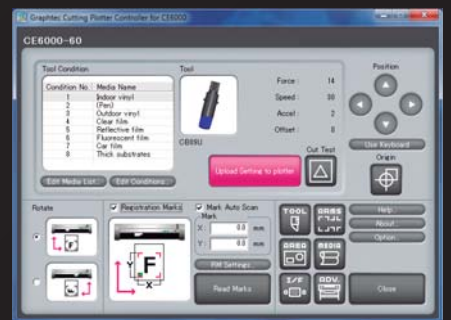 Graphtec Cutting Plotter Controller for CE6000
CE6000-60
Tool Condition
Condition No. Media Name
1 Indoor vinyl
2 (Pen)
3 Outdoor vinyl
4 Clear film
5 Reflective film
6 Fluorescent film
7 Car film
8 Thick substrates
Edit Media List... Edit Conditions...
Tool
CB09U
Force : 14
Speed : 30
Accel : 2
Offset : 0
Upload Setting to plotter
Cut Test
Position
Use Keyboard
Origin
Rotate
F
Registration Marks
F
Y
X
Mark Auto Scan
Mark
X : 0.0 mm
Y : 0.0 mm
RM Settings...
Read Marks
TOOL
ARMS
AREA
MEDIA
I/F
ADV.
Help...
About...
Option...
Close